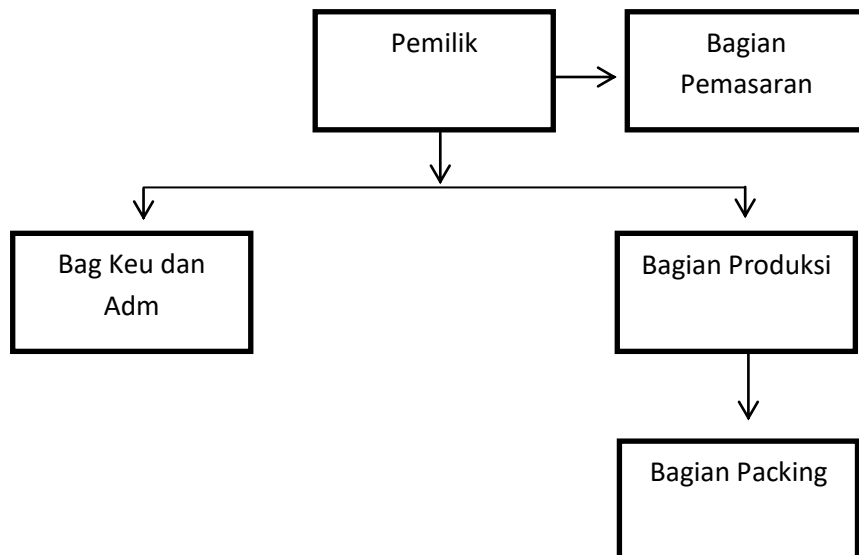 Pemilik
Bagian
Pemasaran
Bag Keu dan
Adm
Bagian Produksi
Bagian Packing